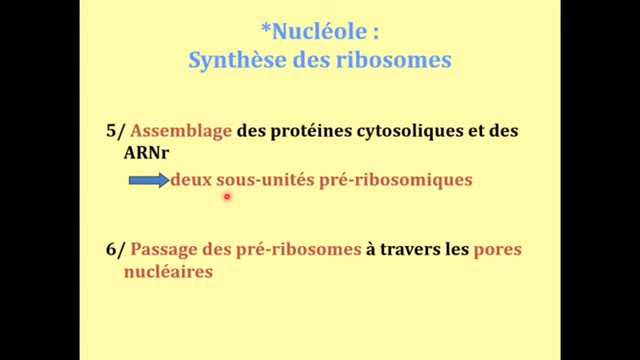 *Nucléole :
Synthèse des ribosomes
5/ Assemblage des protéines cytosoliques et des
ARNr
deux sous-unités pré-ribosomiques
6/ Passage des pré-ribosomes à travers les pores
nucléaires